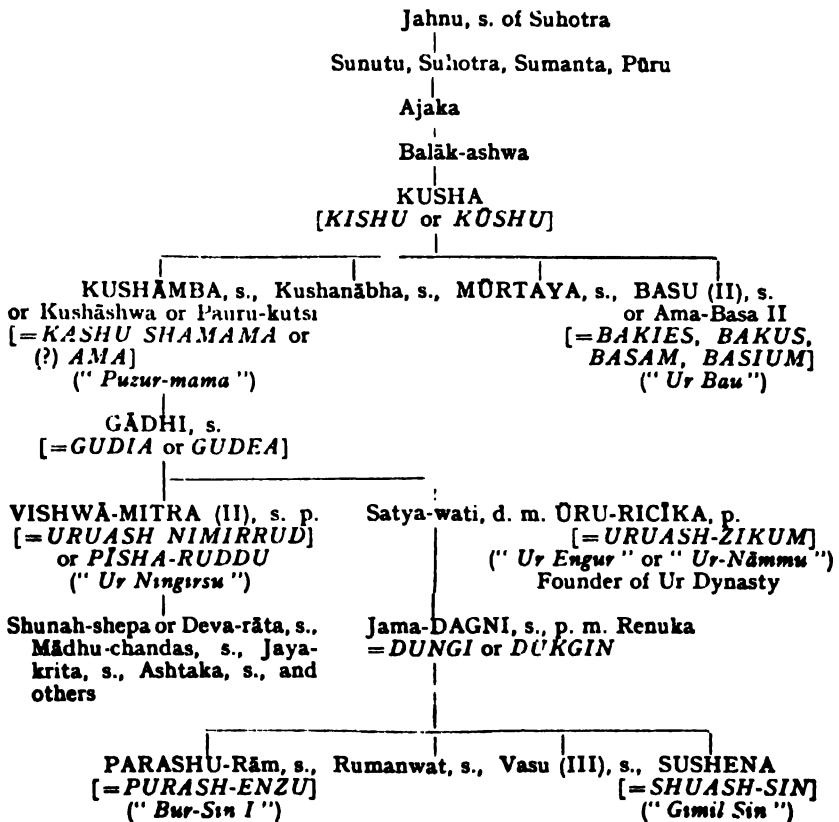 Jahnu, s. of Suhotra
Sunutu, Suhotra, Sumanta, Pūru
Ajaka
Balāk-ashwa
KUSHA
[KISHU or KŪSHU]
KUSHĀMBA, s., Kushanābha, s., MŪRTAYA, s., BASU (II), s.
or Kushāshwa or Pauru-kutsi
or Ama-Basa II
[=KASHU SHAMAMA or
[=BAKIES, BAKUS,
(?) AMA]
BASAM, BASIUM]
(" Puzur-mama ")
(" Ur Bau ")
GĀDHI, s.
[=GUDIA or GUDEA]
VISHWĀ-MITRA (II), s. p.
Satya-wati, d. m. ŪRU-RICĪKA, p.
[=URUASH NIMIRRUD]
[=URUASH-ZIKUM]
or PĪSHA-RUDDU
(" Ur Engur " or " Ur-Nāmmu ")
(" Ur Ningirsu ")
Founder of Ur Dynasty
Shunah-shepa or Deva-rāta, s.,
Jama-DAGNI, s., p. m. Renuka
Mādhu-chandas, s., Jaya-
=DUNGI or DUKGIN
krita, s., Ashtaka, s., and
others
PARASHU-Rām, s., Rumanwat, s., Vasu (III), s., SUSHENA
[=PURASH-ENZU]
[=SHUASH-SIN]
(" Bur-Sin I ")
(" Gimil Sin ")